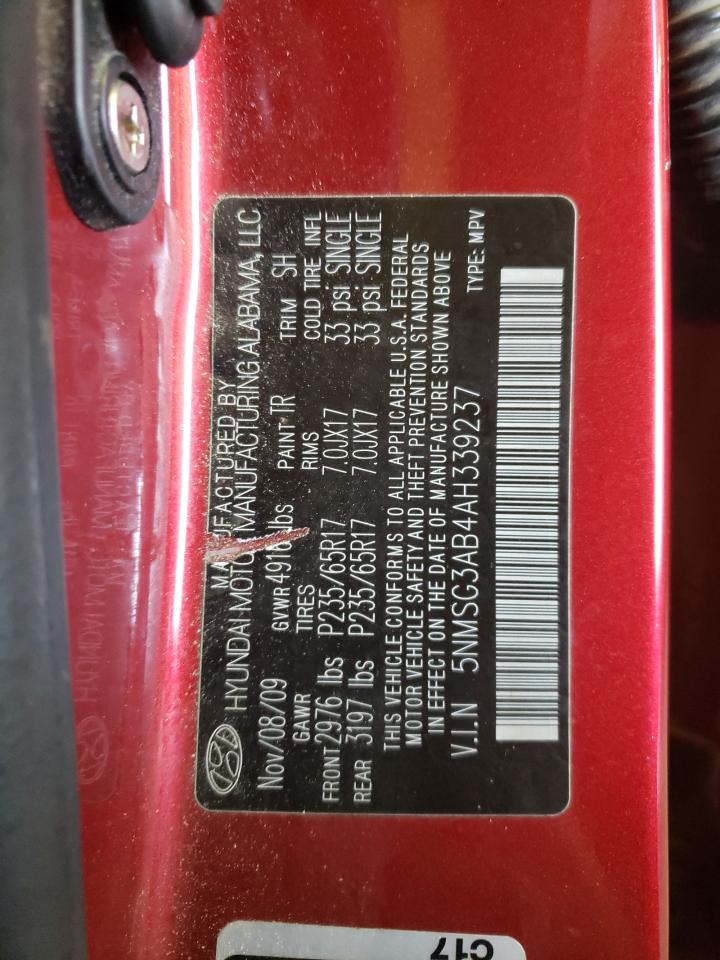 MANUFACTURED BY
HYUNDAI MOTOR MANUFACTURING ALABAMA, LLC
Nov/08/09 lbs PAINT TR TRIM SH
GAWR GVWR TIRES RIMS COLD TIRE INFL
FRONT 2976 lbs P235/65R17 7.0JX17 33 psi SINGLE
REAR 3197 lbs P235/65R17 7.0JX17 33 psi SINGLE
THIS VEHICLE CONFORMS TO ALL APPLICABLE U.S.A. FEDERAL
MOTOR VEHICLE SAFETY AND THEFT PREVENTION STANDARDS
IN EFFECT ON THE DATE OF MANUFACTURE SHOWN ABOVE
V.I.N 5NMSG3AB4AH339237 TYPE: MPV
C17